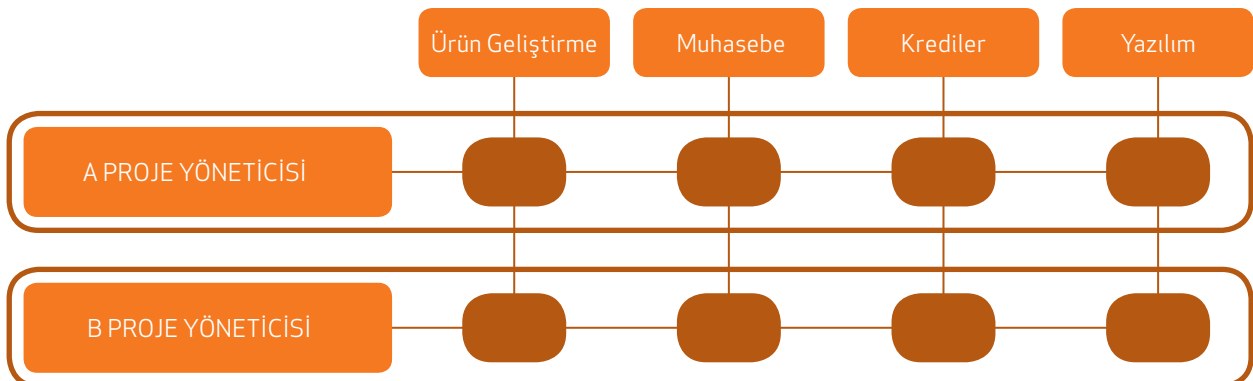 Ürün Geliştirme
Muhasebe
Krediler
Yazılım
A PROJE YÖNETİCİSİ
B PROJE YÖNETİCİSİ